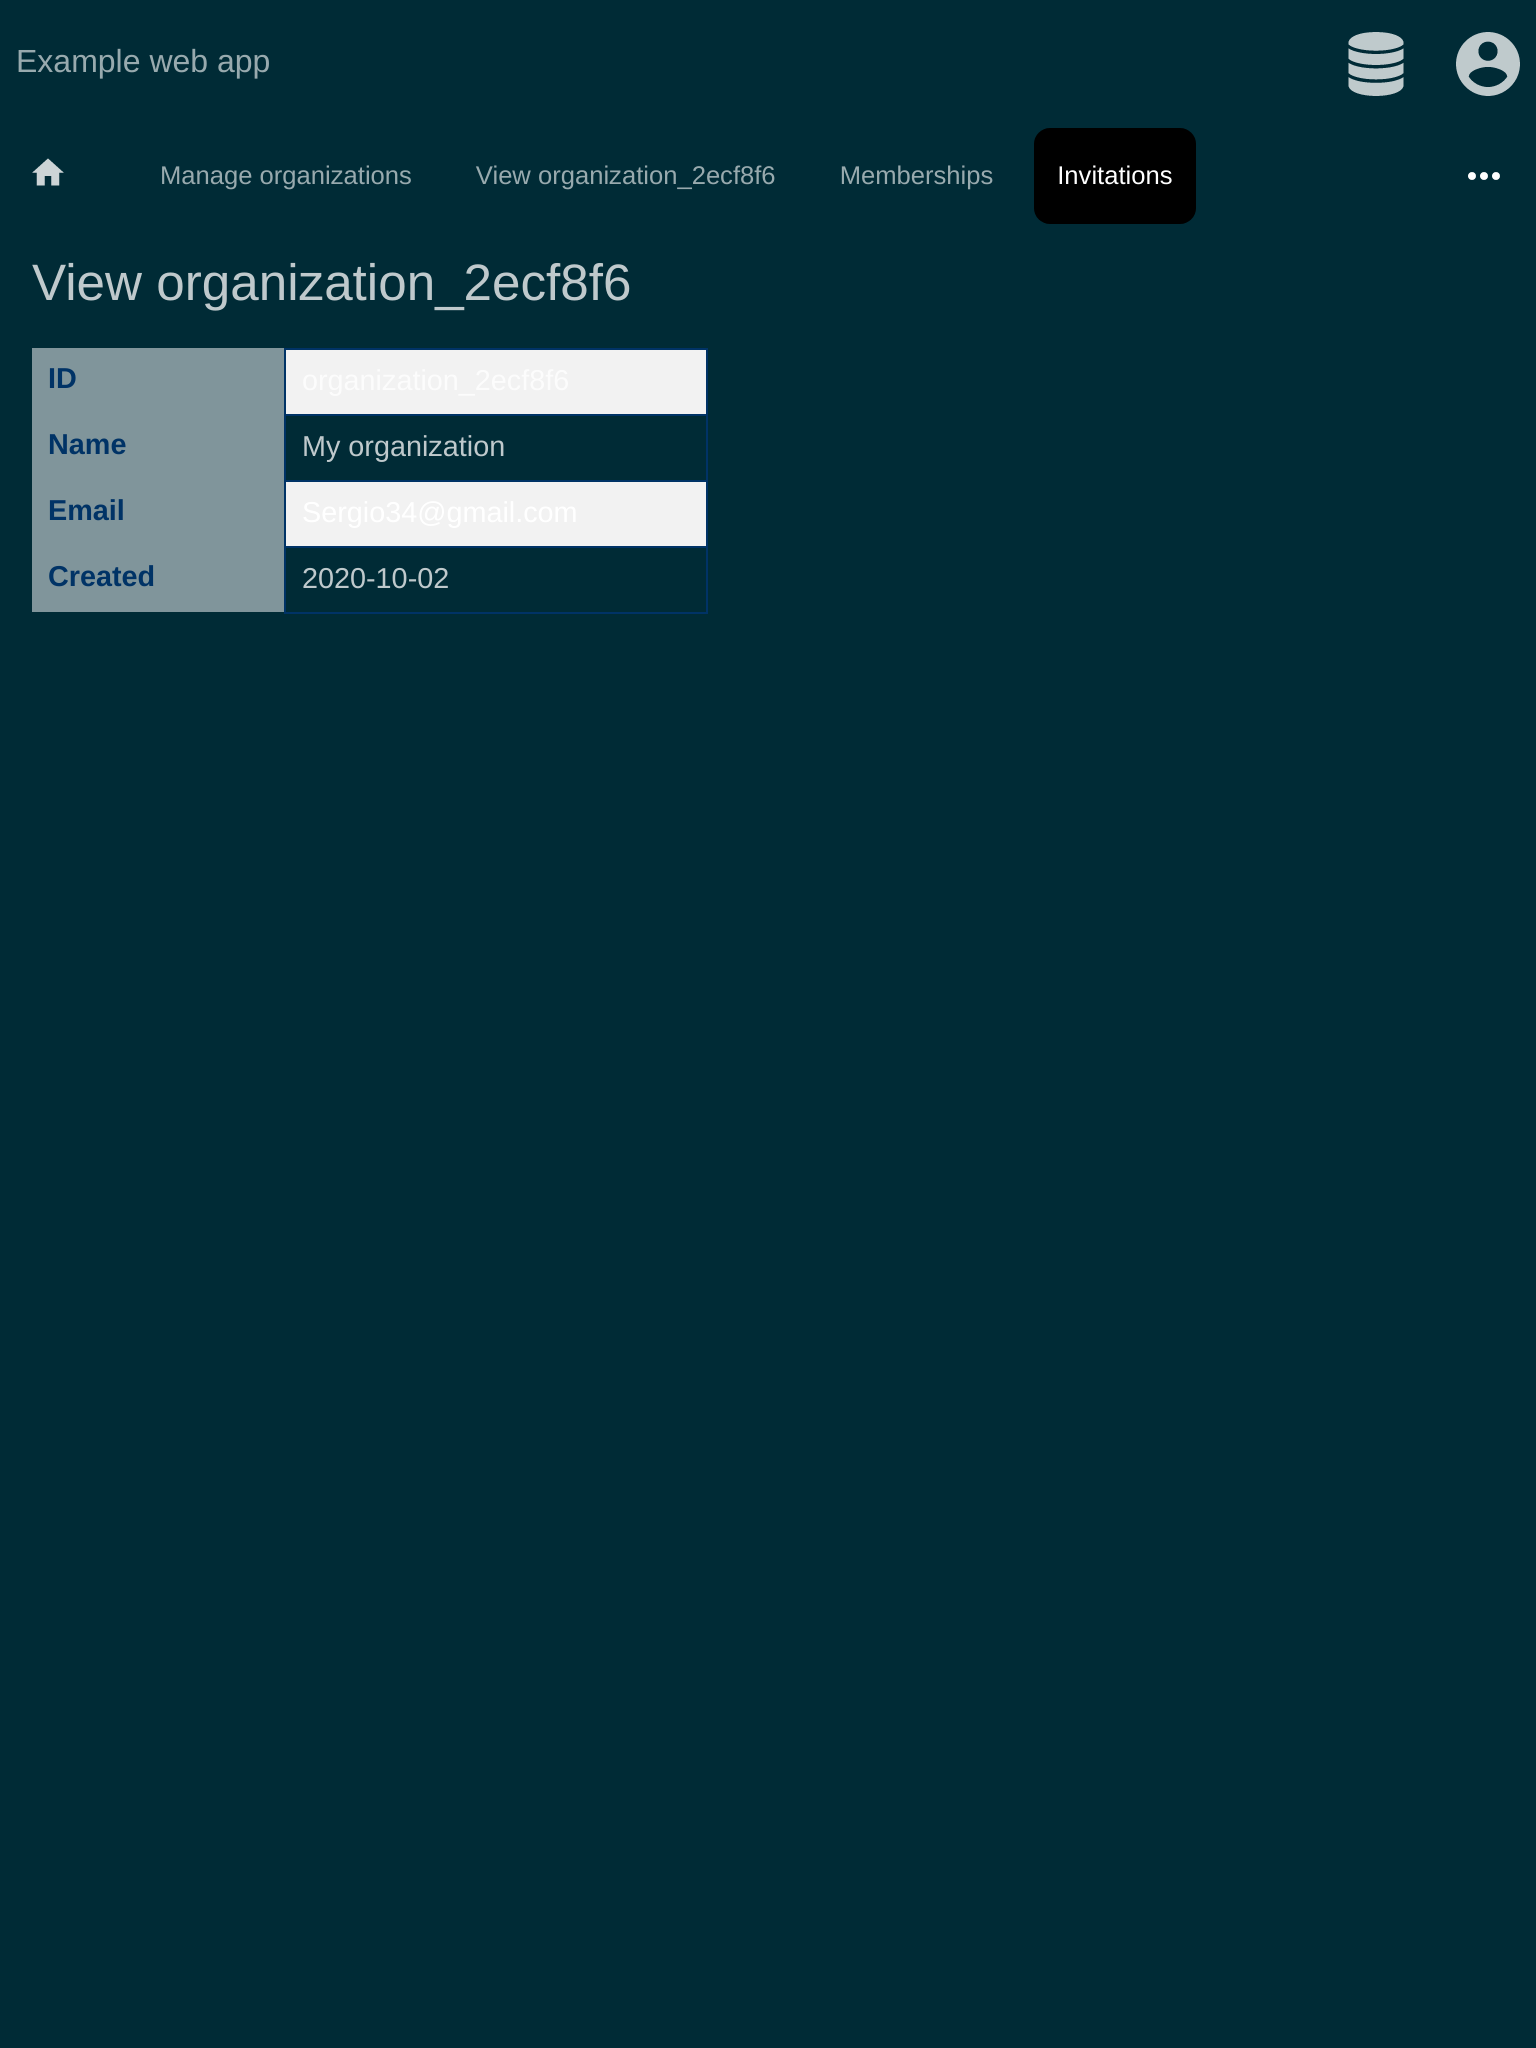 Example web app
Manage organizations View organization_2ecf8f6 Memberships Invitations
View organization_2ecf8f6
ID organization_2ecf8f6
Name My organization
Email Sergio34@gmail.com
Created 2020-10-02